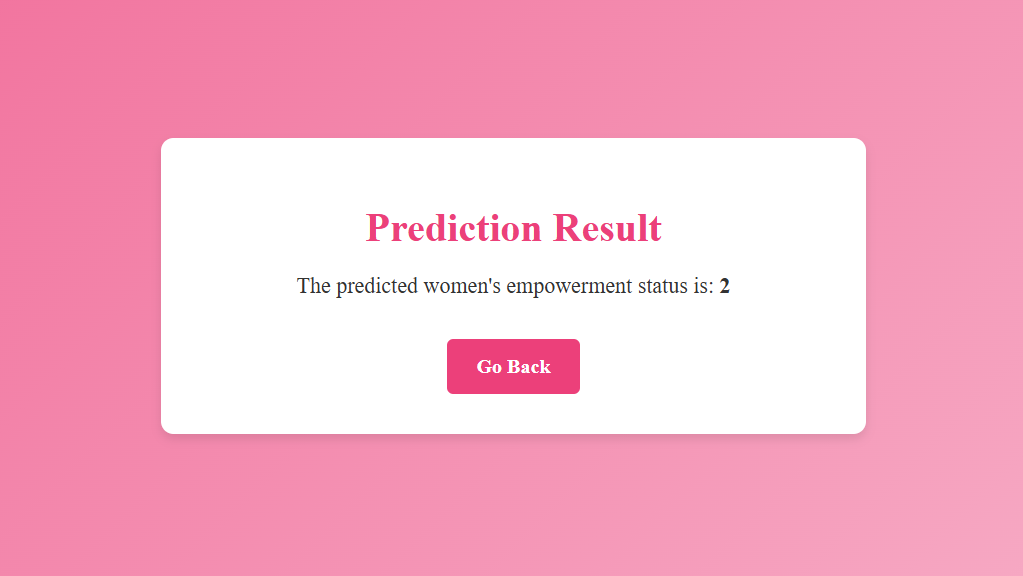 Prediction Result
The predicted women's empowerment status is: 2
Go Back